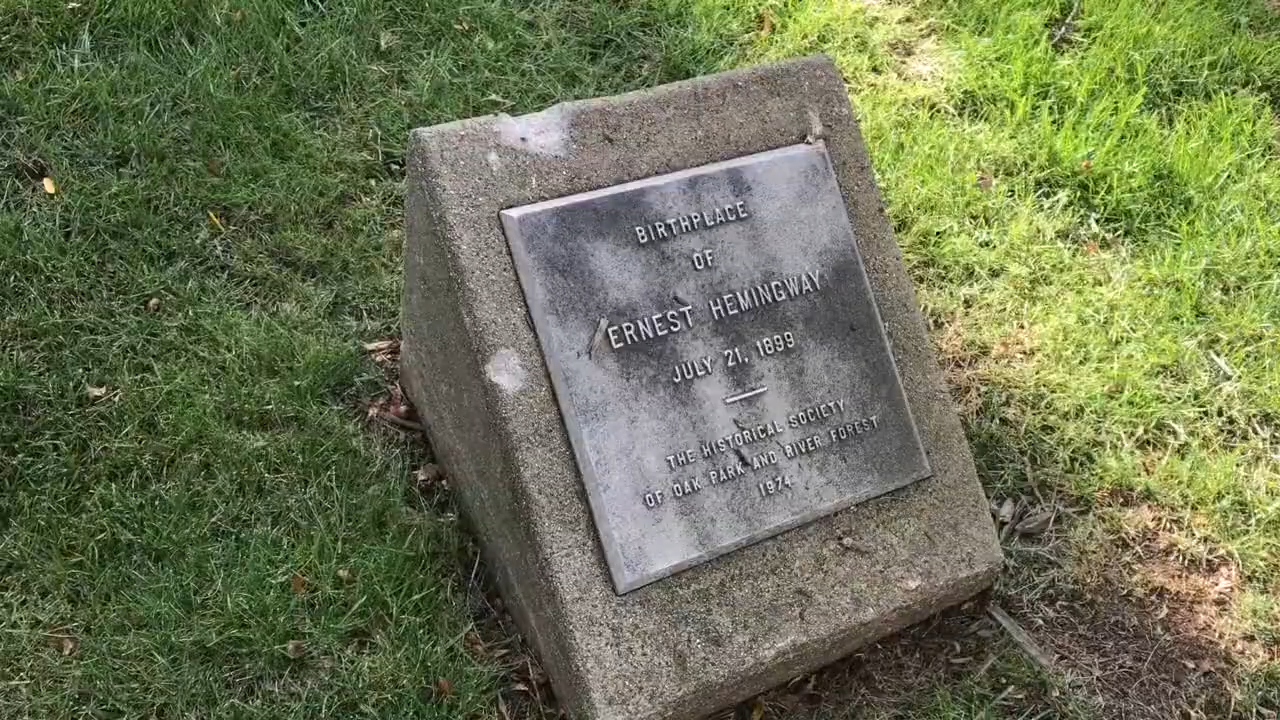 BIRTHPLACE
OF
ERNEST HEMINGWAY
JULY 21, 1899
THE HISTORICAL SOCIETY
OF OAK PARK AND RIVER FOREST
1974